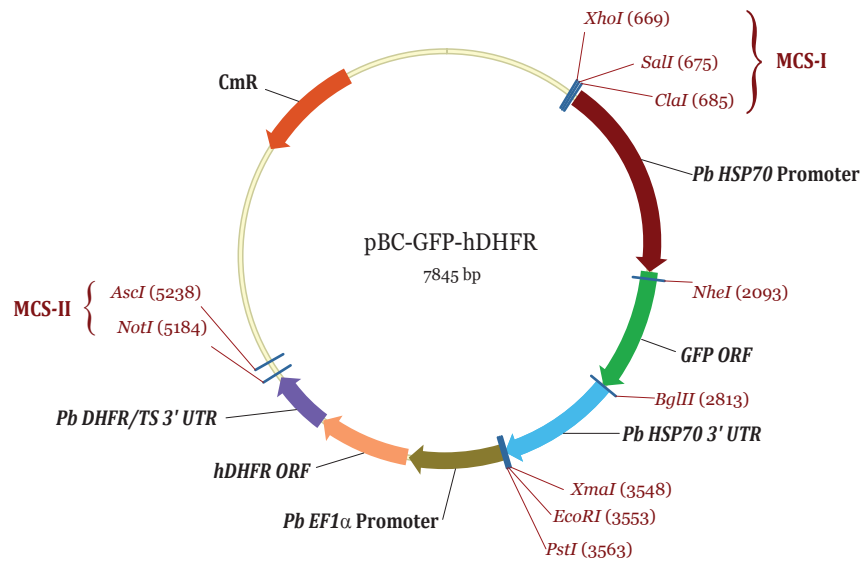 XhoI (669)
SalI (675)
MCS-I
ClaI (685)
CmR
Pb HSP70 Promoter
pBC-GFP-hDHFR
7845 bp
NheI (2093)
AscI (5238)
MCS-II
NotI (5184)
GFP ORF
BglII (2813)
Pb DHFR/TS 3' UTR
Pb HSP70 3' UTR
hDHFR ORF
XmaI (3548)
EcoRI (3553)
Pb EF1α Promoter
PstI (3563)